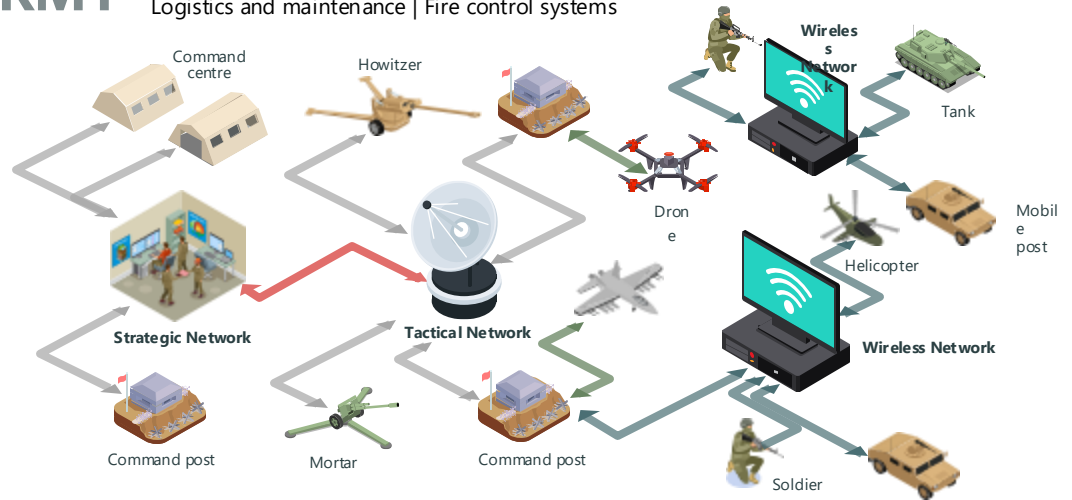 Logistics and maintenance | Fire control systems
Command
centre
Howitzer
Wireles
s
Networ
k
Tank
Dron
e
Mobil
e
post
Helicopter
Strategic Network
Tactical Network
Wireless Network
Command post
Mortar
Command post
Soldier